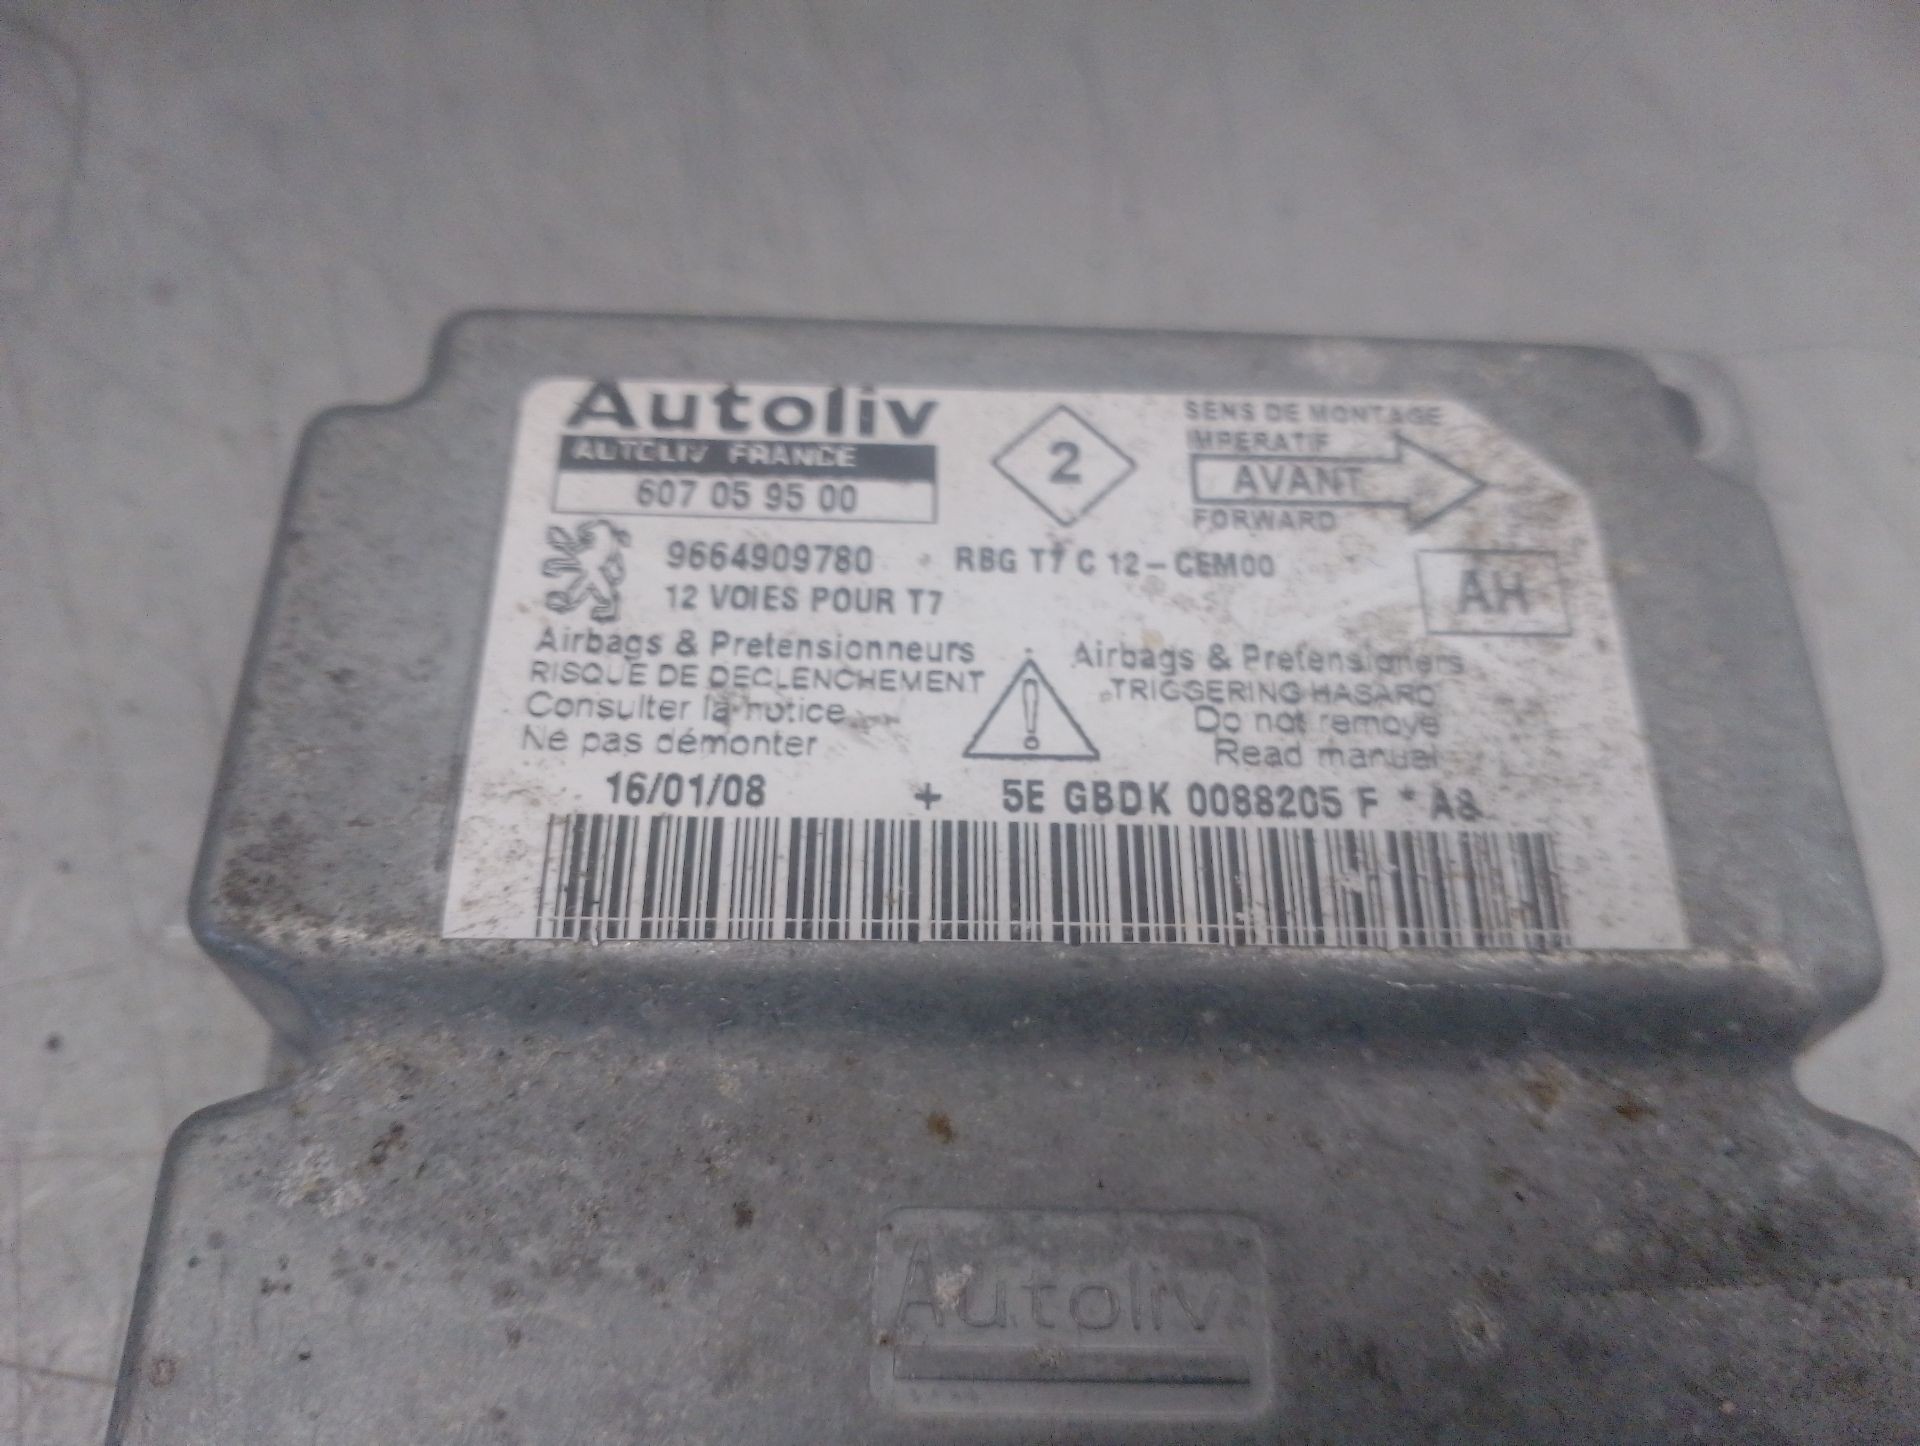 Autoliv
AUTOLIV FRANCE
607 05 95 00
2
SENS DE MONTAGE
IMPERATIF
AVANT
FORWARD
9664909780 RBG T7 C 12-CEM00
12 VOIES POUR T7
AH
Airbags & Pretensionneurs
RISQUE DE DECLENCHEMENT
Consulter la notice
Ne pas démonter
Airbags & Pretensioners
TRIGGERING HASARD
Do not remove
Read manual
16/01/08 + 5E GBDK 0088205 F * A8
Autoliv